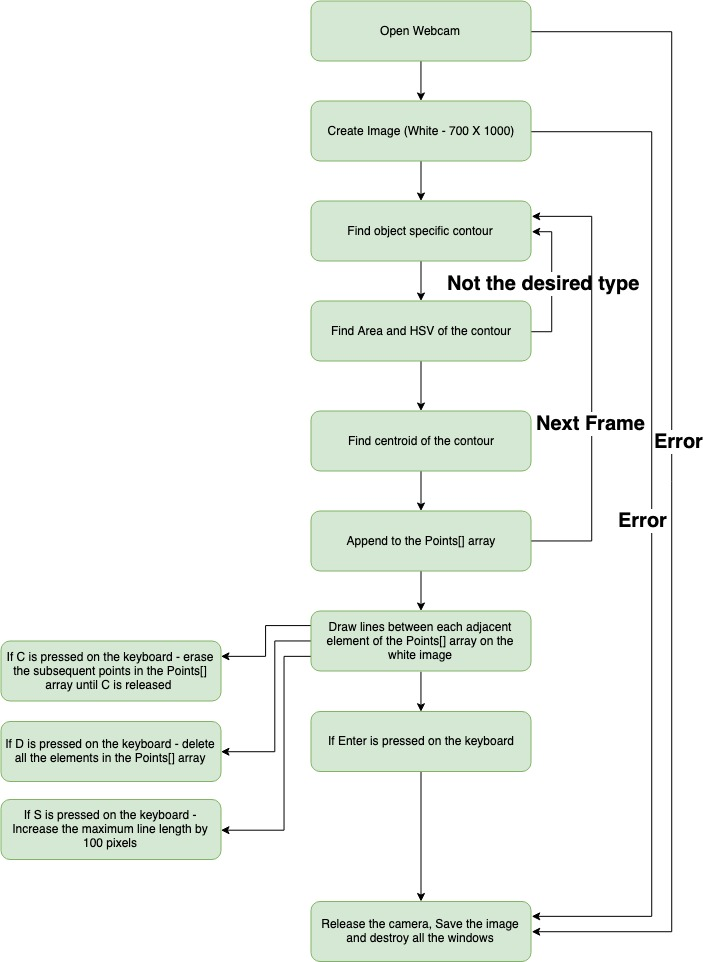 Open Webcam
Create Image (White - 700 X 1000)
Find object specific contour
Not the desired type
Find Area and HSV of the contour
Next Frame
Find centroid of the contour
Error
Error
Append to the Points[] array
Draw lines between each adjacent
element of the Points[] array on the
white image
If C is pressed on the keyboard - erase
the subsequent points in the Points[]
array until C is released
If D is pressed on the keyboard - delete
all the elements in the Points[] array
If Enter is pressed on the keyboard
If S is pressed on the keyboard -
Increase the maximum line length by
100 pixels
Release the camera, Save the image
and destroy all the windows